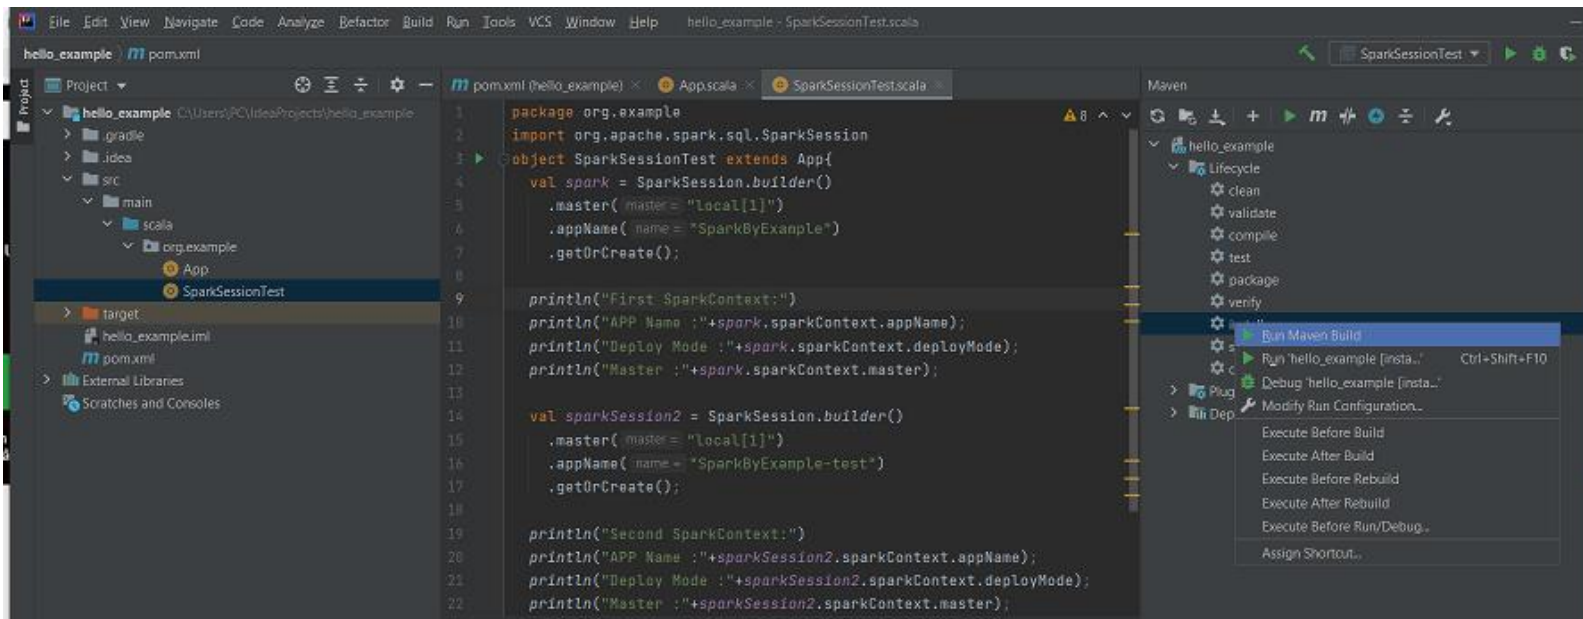 File Edit View Navigate Code Analyze Refactor Build Run Tools VCS Window Help hello_example - SparkSessionTest.scala
hello_example pom.xml
SparkSessionTest
Project
Project
hello_example C:\Users\PC\IdeaProjects\hello_example
.gradle
.idea
src
main
scala
org.example
App
SparkSessionTest
target
hello_example.iml
pom.xml
External Libraries
Scratches and Consoles
pom.xml (hello_example) App.scala SparkSessionTest.scala
8
1 package org.example
2 import org.apache.spark.sql.SparkSession
3 object SparkSessionTest extends App{
4 val spark = SparkSession.builder()
5 .master( master = "local[1]")
6 .appName( name = "SparkByExample")
7 .getOrCreate();
8
9 println("First SparkContext:")
10 println("APP Name :"+spark.sparkContext.appName);
11 println("Deploy Mode :"+spark.sparkContext.deployMode);
12 println("Master :"+spark.sparkContext.master);
13
14 val sparkSession2 = SparkSession.builder()
15 .master( master = "local[1]")
16 .appName( name = "SparkByExample-test")
17 .getOrCreate();
18
19 println("Second SparkContext:")
20 println("APP Name :"+sparkSession2.sparkContext.appName);
21 println("Deploy Mode :"+sparkSession2.sparkContext.deployMode);
22 println("Master :"+sparkSession2.sparkContext.master);
Maven
m
hello_example
Lifecycle
clean
validate
compile
test
package
verify
s
Plug
Dep
Run Maven Build
Run 'hello_example [insta...' Ctrl+Shift+F10
Debug 'hello_example [insta...'
Modify Run Configuration...
Execute Before Build
Execute After Build
Execute Before Rebuild
Execute After Rebuild
Execute Before Run/Debug...
Assign Shortcut...